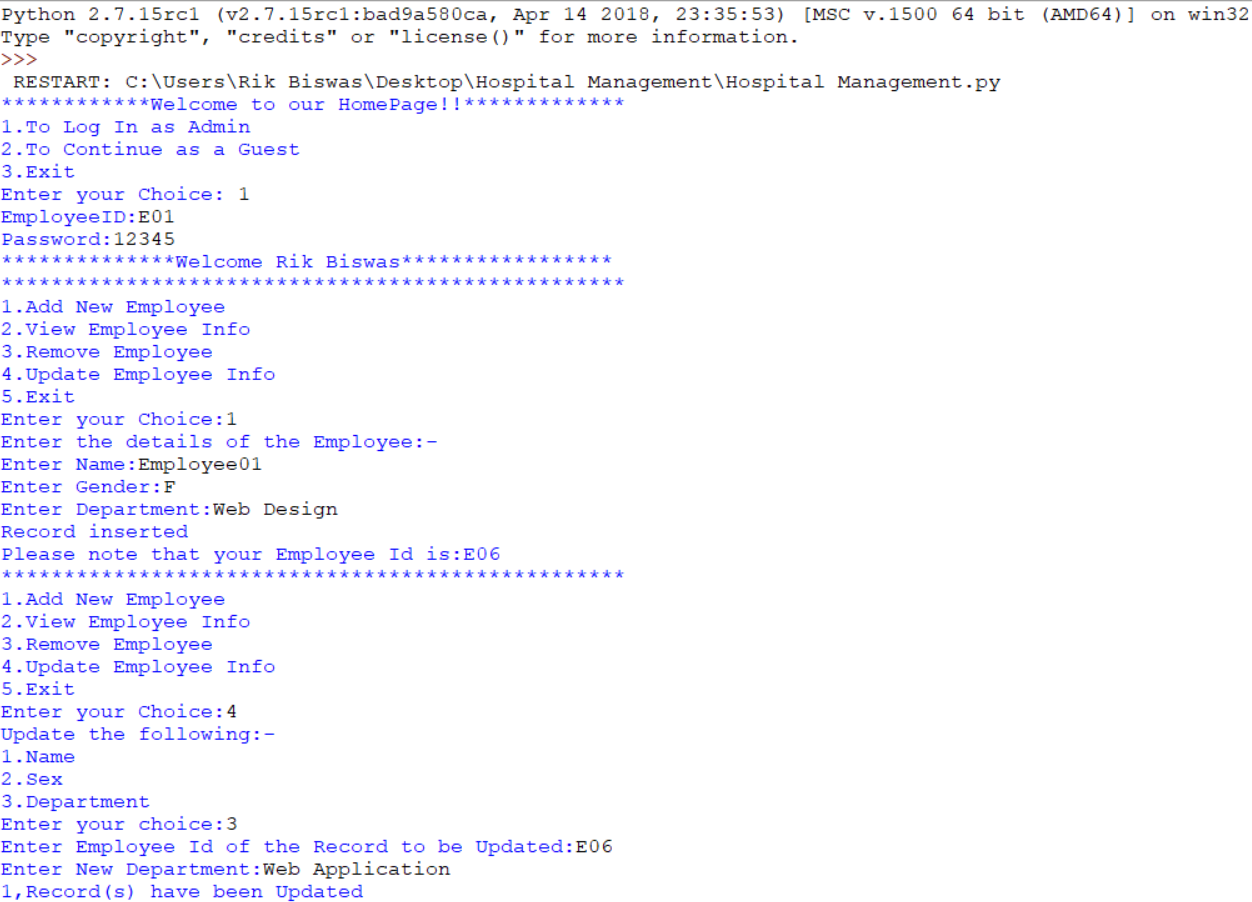 Python 2.7.15rc1 (v2.7.15rc1:bad9a580ca, Apr 14 2018, 23:35:53) [MSC v.1500 64 bit (AMD64)] on win32
Type "copyright", "credits" or "license()" for more information.
>>>
 RESTART: C:\Users\Rik Biswas\Desktop\Hospital Management\Hospital Management.py
************Welcome to our HomePage!!*************
1.To Log In as Admin
2.To Continue as a Guest
3.Exit
Enter your Choice: 1
EmployeeID:E01
Password:12345
**************Welcome Rik Biswas*****************
**************************************************
1.Add New Employee
2.View Employee Info
3.Remove Employee
4.Update Employee Info
5.Exit
Enter your Choice:1
Enter the details of the Employee:-
Enter Name:Employee01
Enter Gender:F
Enter Department:Web Design
Record inserted
Please note that your Employee Id is:E06
**************************************************
1.Add New Employee
2.View Employee Info
3.Remove Employee
4.Update Employee Info
5.Exit
Enter your Choice:4
Update the following:-
1.Name
2.Sex
3.Department
Enter your choice:3
Enter Employee Id of the Record to be Updated:E06
Enter New Department:Web Application
1,Record(s) have been Updated